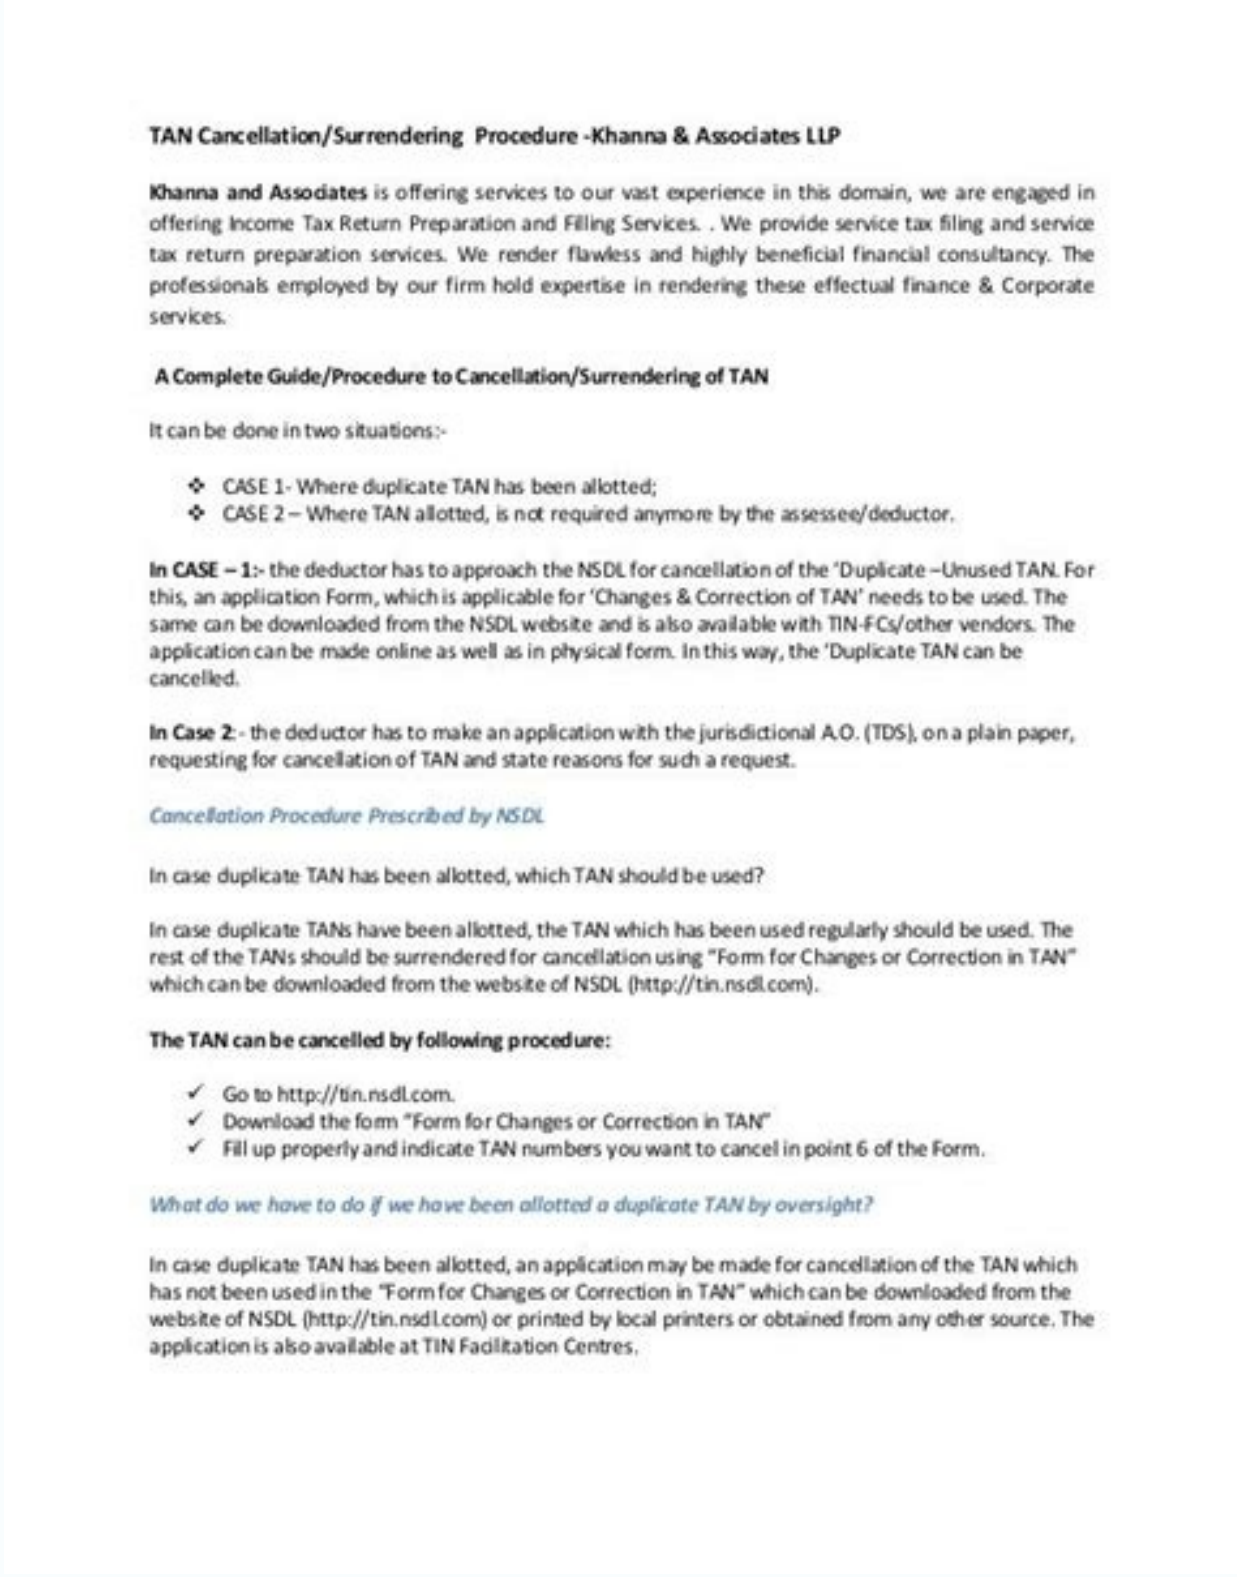 TAN Cancellation/Surrendering Procedure -Khanna & Associates LLP
Khanna and Associates is offering services to our vast experience in this domain, we are engaged in
offering Income Tax Return Preparation and Filling Services. . We provide service tax filing and service
tax return preparation services. We render flawless and highly beneficial financial consultancy. The
professionals employed by our firm hold expertise in rendering these effectual finance & Corporate
services.
A Complete Guide/Procedure to Cancellation/Surrendering of TAN
It can be done in two situations:-
❖ CASE 1- Where duplicate TAN has been allotted;
❖ CASE 2 – Where TAN allotted, is not required anymore by the assessee/deductor.
In CASE – 1:- the deductor has to approach the NSDL for cancellation of the 'Duplicate –Unused TAN. For
this, an application Form, which is applicable for 'Changes & Correction of TAN' needs to be used. The
same can be downloaded from the NSDL website and is also available with TIN-FCs/other vendors. The
application can be made online as well as in physical form. In this way, the 'Duplicate TAN can be
cancelled.
In Case 2:- the deductor has to make an application with the jurisdictional A.O. (TDS), on a plain paper,
requesting for cancellation of TAN and state reasons for such a request.
Cancellation Procedure Prescribed by NSDL
In case duplicate TAN has been allotted, which TAN should be used?
In case duplicate TANs have been allotted, the TAN which has been used regularly should be used. The
rest of the TANs should be surrendered for cancellation using "Form for Changes or Correction in TAN"
which can be downloaded from the website of NSDL (http://tin.nsdl.com).
The TAN can be cancelled by following procedure:
✓ Go to http://tin.nsdl.com.
✓ Download the form "Form for Changes or Correction in TAN"
✓ Fill up properly and indicate TAN numbers you want to cancel in point 6 of the Form.
What do we have to do if we have been allotted a duplicate TAN by oversight?
In case duplicate TAN has been allotted, an application may be made for cancellation of the TAN which
has not been used in the "Form for Changes or Correction in TAN" which can be downloaded from the
website of NSDL (http://tin.nsdl.com) or printed by local printers or obtained from any other source. The
application is also available at TIN Facilitation Centres.